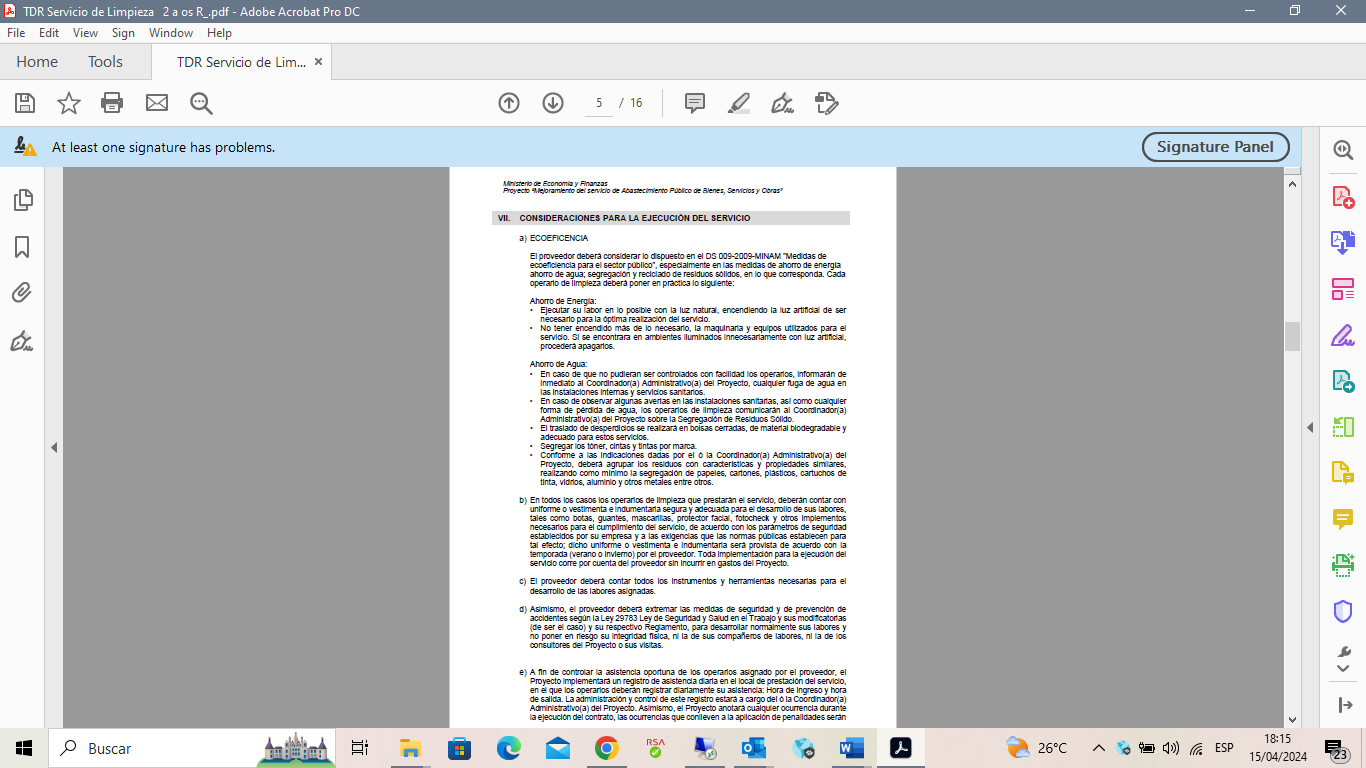 TDR Servicio de Limpieza 2 a os R_.pdf - Adobe Acrobat Pro DC
File Edit View Sign Window Help
Home Tools TDR Servicio de Lim... ×
5 / 16
At least one signature has problems.
Signature Panel
Ministerio de Economía y Finanzas
Proyecto "Mejoramiento del servicio de Abastecimiento Público de Bienes, Servicios y Obras"
VII. CONSIDERACIONES PARA LA EJECUCIÓN DEL SERVICIO
a) ECOEFICENCIA
El proveedor deberá considerar lo dispuesto en el DS 009-2009-MINAM "Medidas de
ecoeficiencia para el sector público", especialmente en las medidas de ahorro de energía
ahorro de agua; segregación y reciclado de residuos sólidos, en lo que corresponda. Cada
operario de limpieza deberá poner en práctica lo siguiente:
Ahorro de Energía:
• Ejecutar su labor en lo posible con la luz natural, encendiendo la luz artificial de ser
necesario para la óptima realización del servicio.
• No tener encendido más de lo necesario, la maquinaria y equipos utilizados para el
servicio. Si se encontrara en ambientes iluminados innecesariamente con luz artificial,
procederá apagarlos.
Ahorro de Agua:
• En caso de que no pudieran ser controlados con facilidad los operarios, informarán de
inmediato al Coordinador(a) Administrativo(a) del Proyecto, cualquier fuga de agua en
las instalaciones internas y servicios sanitarios.
• En caso de observar algunas averías en las instalaciones sanitarias, así como cualquier
forma de pérdida de agua, los operarios de limpieza comunicarán al Coordinador(a)
Administrativo(a) del Proyecto sobre la Segregación de Residuos Sólido.
• El traslado de desperdicios se realizará en bolsas cerradas, de material biodegradable y
adecuado para estos servicios.
• Segregar los tóner, cintas y tintas por marca.
• Conforme a las indicaciones dadas por el ó la Coordinador(a) Administrativo(a) del
Proyecto, deberá agrupar los residuos con características y propiedades similares,
realizando como mínimo la segregación de papeles, cartones, plásticos, cartuchos de
tinta, vidrios, aluminio y otros metales entre otros.
b) En todos los casos los operarios de limpieza que prestarán el servicio, deberán contar con
uniforme o vestimenta e indumentaria segura y adecuada para el desarrollo de sus labores,
tales como botas, guantes, mascarillas, protector facial, fotocheck y otros implementos
necesarios para el cumplimiento del servicio, de acuerdo con los parámetros de seguridad
establecidos por su empresa y a las exigencias que las normas públicas establecen para
tal efecto; dicho uniforme o vestimenta e indumentaria será provista de acuerdo con la
temporada (verano o invierno) por el proveedor. Toda implementación para la ejecución del
servicio corre por cuenta del proveedor sin incurrir en gastos del Proyecto.
c) El proveedor deberá contar todos los instrumentos y herramientas necesarias para el
desarrollo de las labores asignadas.
d) Asimismo, el proveedor deberá extremar las medidas de seguridad y de prevención de
accidentes según la Ley 29783 Ley de Seguridad y Salud en el Trabajo y sus modificatorias
(de ser el caso) y su respectivo Reglamento, para desarrollar normalmente sus labores y
no poner en riesgo su integridad física, ni la de sus compañeros de labores, ni la de los
consultores del Proyecto o sus visitas.
e) A fin de controlar la asistencia oportuna de los operarios asignado por el proveedor, el
Proyecto implementará un registro de asistencia diaria en el local de prestación del servicio,
en el que los operarios deberán registrar diariamente su asistencia: Hora de ingreso y hora
de salida. La administración y control de este registro estará a cargo del ó la Coordinador(a)
Administrativo(a) del Proyecto. Asimismo, el Proyecto anotará cualquier ocurrencia durante
la ejecución del contrato, las ocurrencias que conlleven a la aplicación de penalidades serán
Buscar
RSA
26°C
ESP
18:15
15/04/2024
23